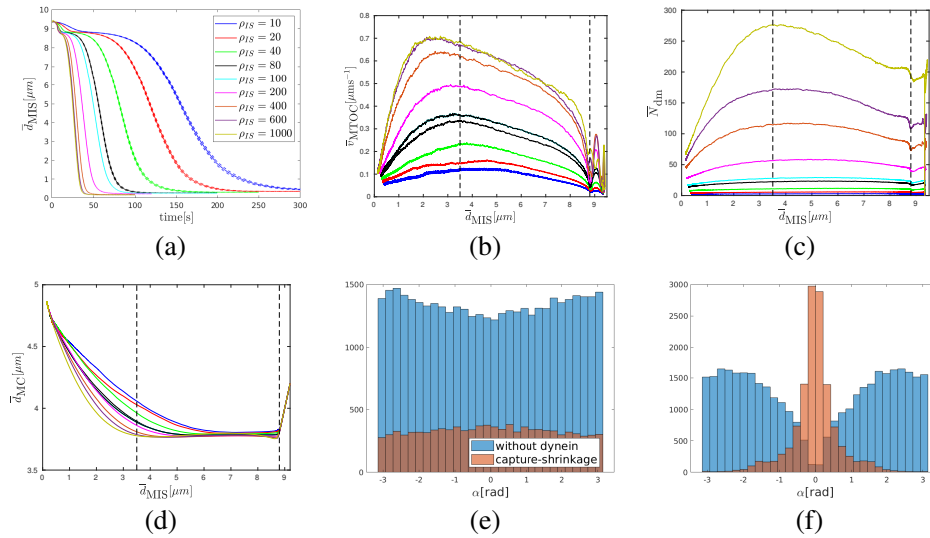 10
9
8
7
6
5
4
3
2
1
0
d̄MIS[μm]
0 50 100 150 200 250 300
time[s]
ρIS = 10
ρIS = 20
ρIS = 40
ρIS = 80
ρIS = 100
ρIS = 200
ρIS = 400
ρIS = 600
ρIS = 1000
(a)
0.8
0.7
0.6
0.5
0.4
0.3
0.2
0.1
0
v̄MTOC[μms⁻¹]
0 1 2 3 4 5 6 7 8 9
d̄MIS[μm]
(b)
300
250
200
150
100
50
0
N̄dm
0 1 2 3 4 5 6 7 8 9
d̄MIS[μm]
(c)
5
4.5
4
3.5
d̄MC[μm]
0 1 2 3 4 5 6 7 8 9
d̄MIS[μm]
(d)
1500
1000
500
0
-3 -2 -1 0 1 2 3
α[rad]
without dynein
capture-shrinkage
(e)
3000
2500
2000
1500
1000
500
0
-3 -2 -1 0 1 2 3
α[rad]
(f)